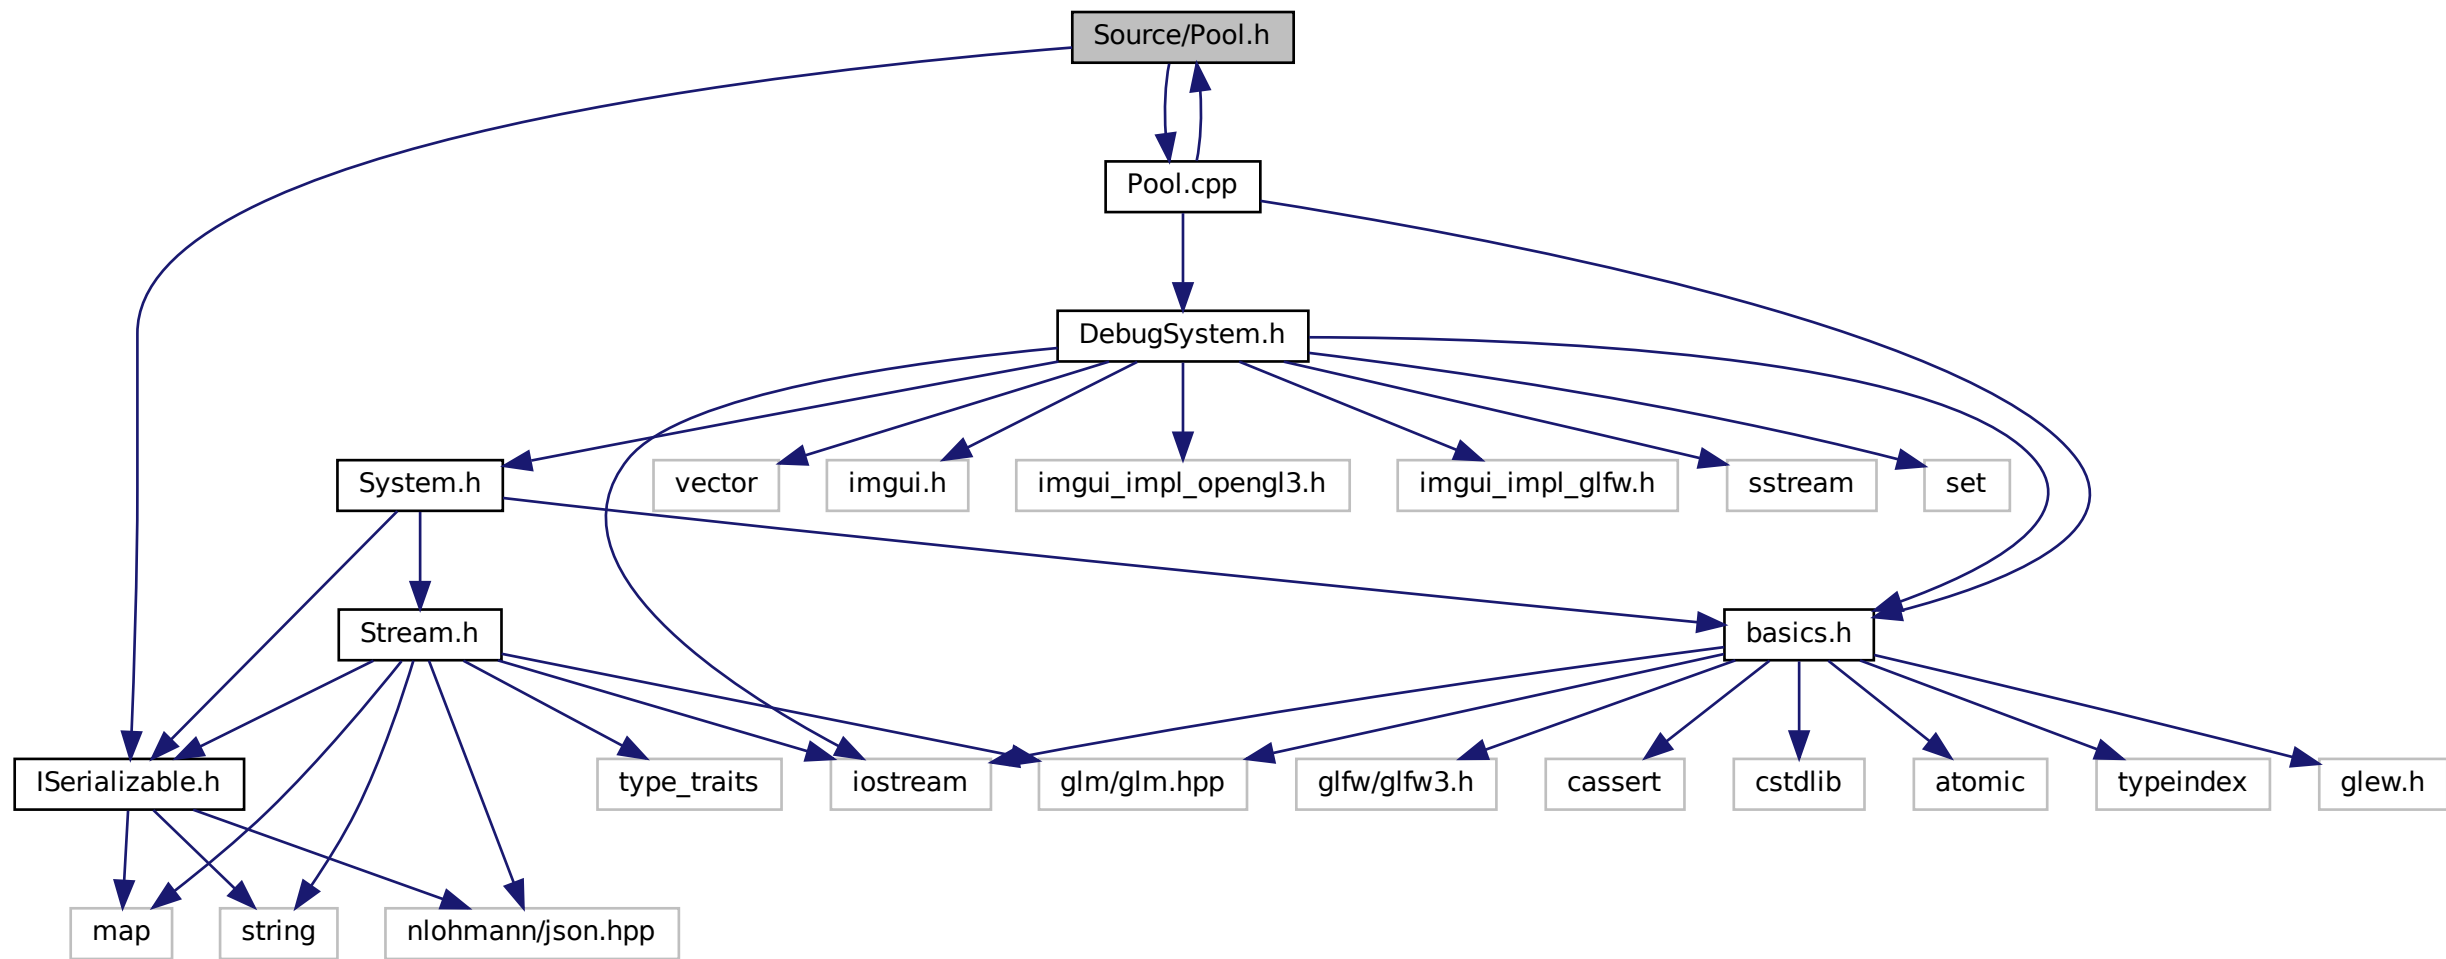 Source/Pool.h
Pool.cpp
DebugSystem.h
System.h
vector
imgui.h
imgui_impl_opengl3.h
imgui_impl_glfw.h
sstream
set
Stream.h
basics.h
ISerializable.h
type_traits
iostream
glm/glm.hpp
glfw/glfw3.h
cassert
cstdlib
atomic
typeindex
glew.h
map
string
nlohmann/json.hpp